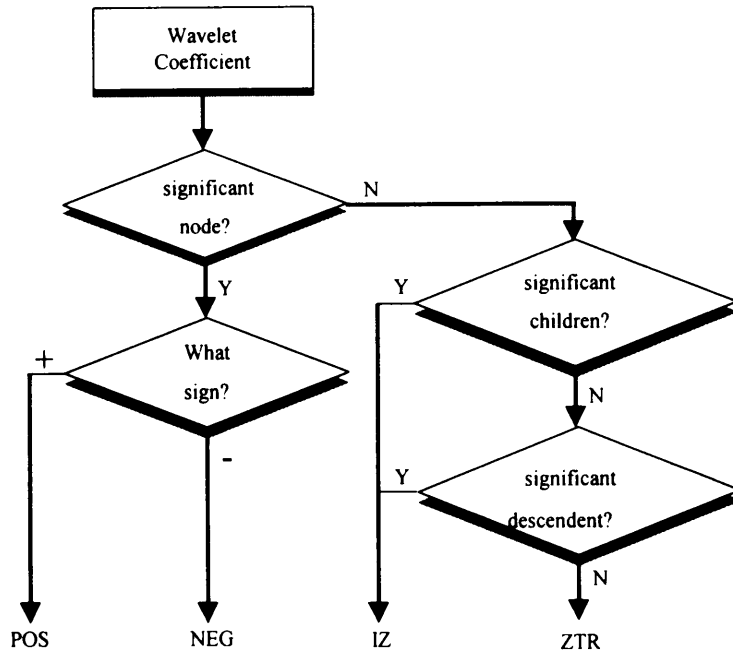 Wavelet
Coefficient
significant
node?
N
Y
significant
children?
Y
N
What
sign?
+
-
significant
descendent?
Y
N
POS
NEG
IZ
ZTR